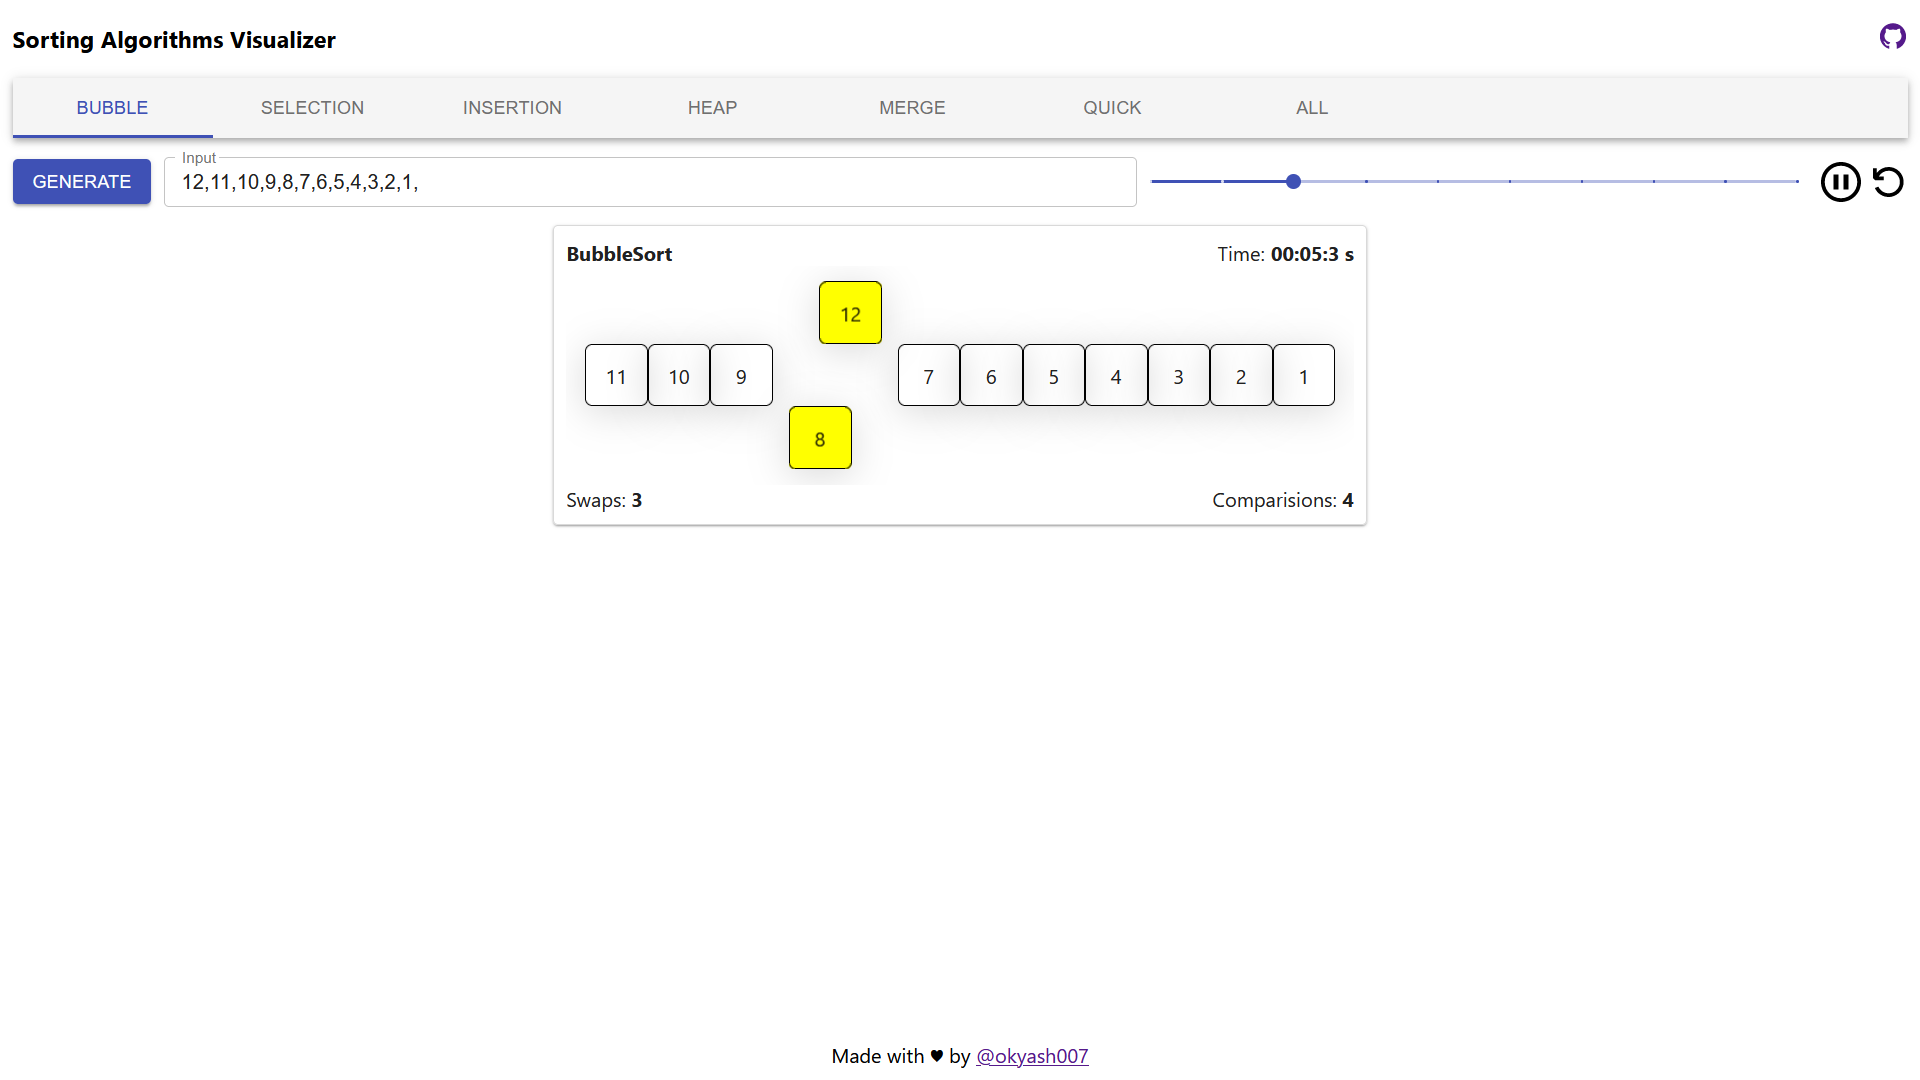 Sorting Algorithms Visualizer
BUBBLE SELECTION INSERTION HEAP MERGE QUICK ALL
GENERATE
Input
12,11,10,9,8,7,6,5,4,3,2,1,
BubbleSort
Time: 00:05:3 s
12
11 10 9 7 6 5 4 3 2 1
8
Swaps: 3
Comparisions: 4
Made with ♥ by @okyash007